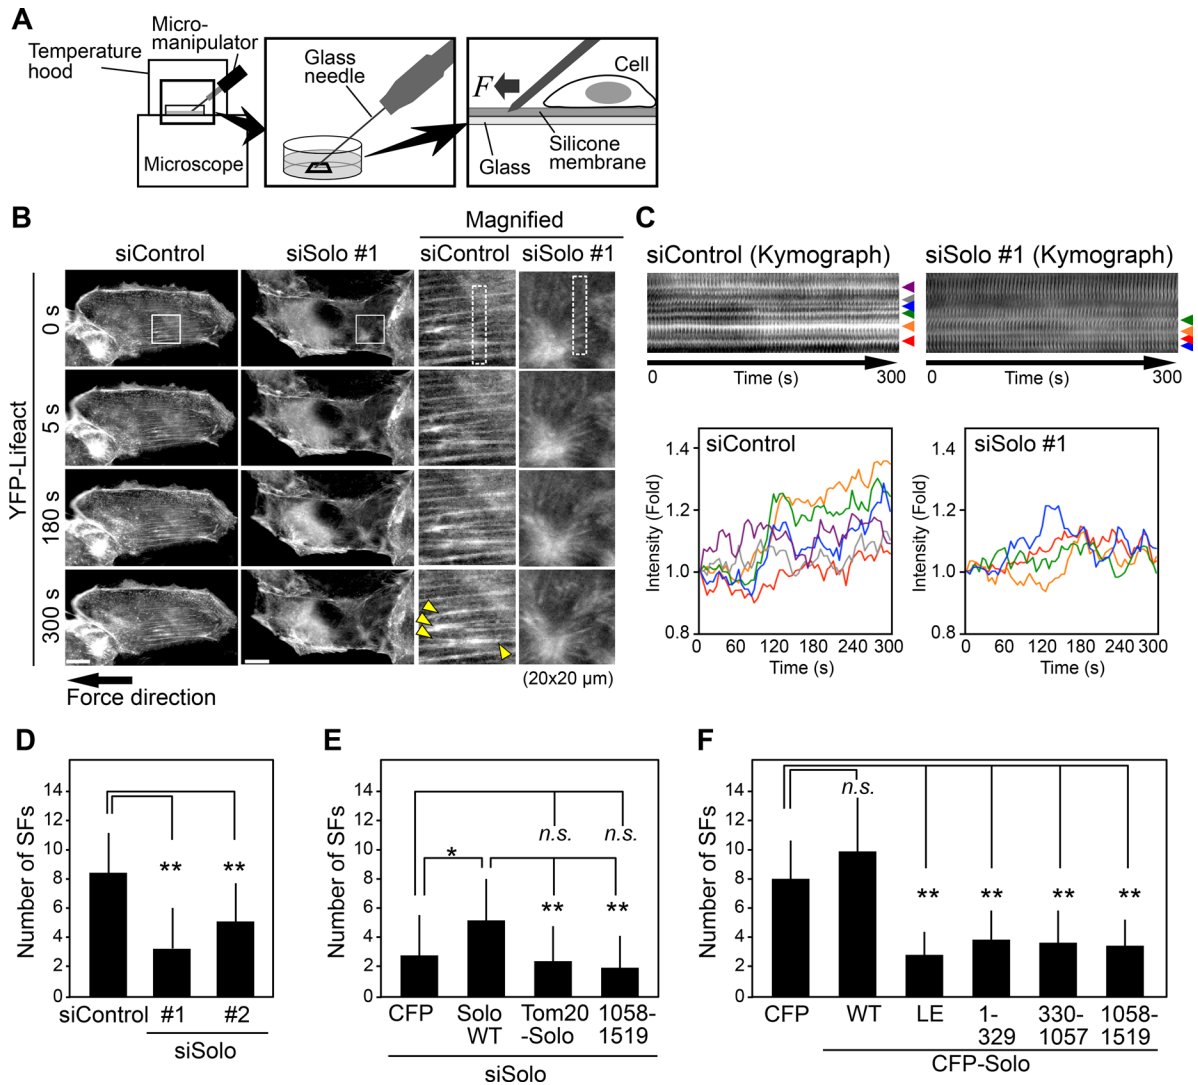 A
Micro-
manipulator
Temperature
hood
Microscope
Glass
needle
F
Cell
Silicone
membrane
Glass
B
Magnified
siControl
siSolo #1
siControl
siSolo #1
YFP-Lifeact
0 s
5 s
180 s
300 s
(20x20 µm)
Force direction
C
siControl (Kymograph)
siSolo #1 (Kymograph)
0
Time (s)
300
0
Time (s)
300
siControl
Intensity (Fold)
1.4
1.2
1.0
0.8
0
60
120
180
240
300
Time (s)
siSolo #1
Intensity (Fold)
1.4
1.2
1.0
0.8
0
60
120
180
240
300
Time (s)
D
Number of SFs
14
12
10
8
6
4
2
0
**
**
siControl
#1
#2
siSolo
E
Number of SFs
14
12
10
8
6
4
2
0
n.s.
n.s.
*
**
**
CFP
Solo
WT
Tom20
-Solo
1058-
1519
siSolo
F
Number of SFs
14
12
10
8
6
4
2
0
n.s.
**
**
**
**
CFP
WT
LE
1-
329
330-
1057
1058-
1519
CFP-Solo